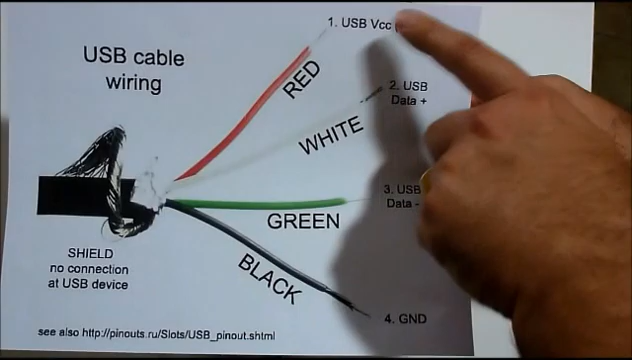 USB cable
wiring
1. USB Vcc
RED
2. USB
Data +
WHITE
3. USB
Data -
GREEN
SHIELD
no connection
at USB device
BLACK
4. GND
see also http://pinouts.ru/Slots/USB_pinout.shtml